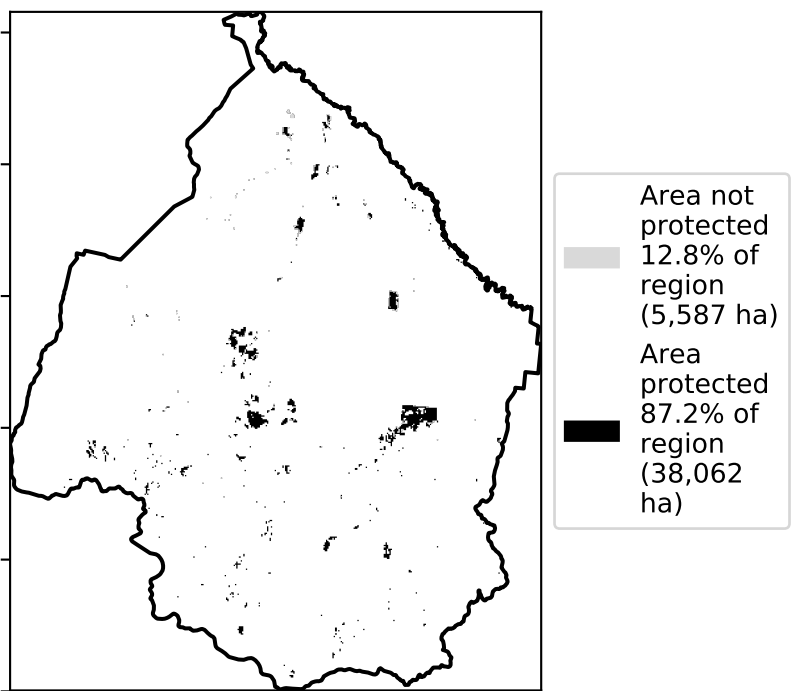 Area not
protected
12.8% of
region
(5,587 ha)
Area
protected
87.2% of
region
(38,062
ha)